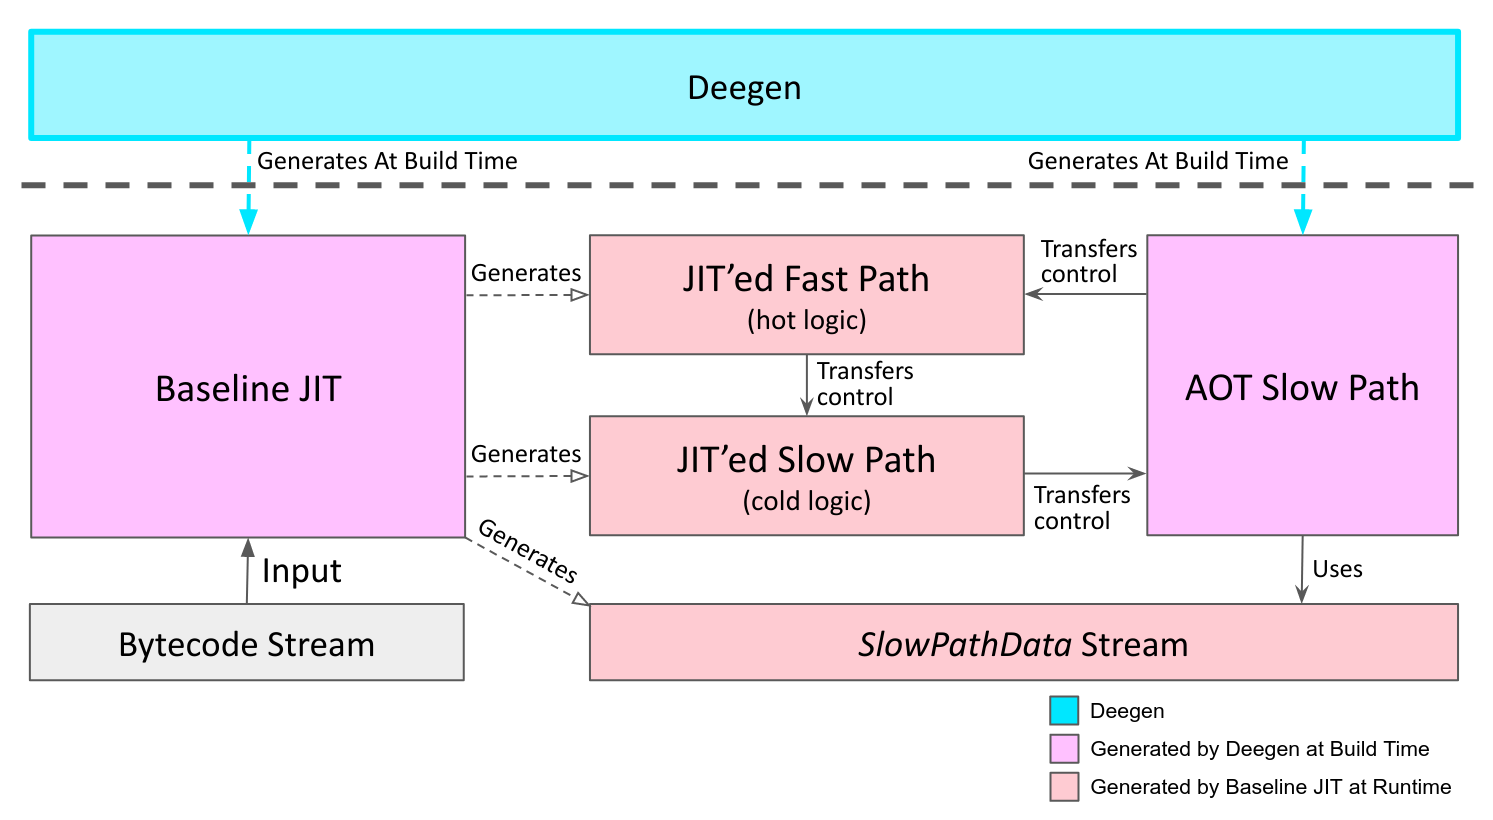 Deegen
Generates At Build Time
Generates At Build Time
Baseline JIT
Generates
JIT’ed Fast Path
(hot logic)
Transfers
control
AOT Slow Path
Transfers
control
Generates
JIT’ed Slow Path
(cold logic)
Transfers
control
Generates
Input
Uses
Bytecode Stream
SlowPathData Stream
Deegen
Generated by Deegen at Build Time
Generated by Baseline JIT at Runtime